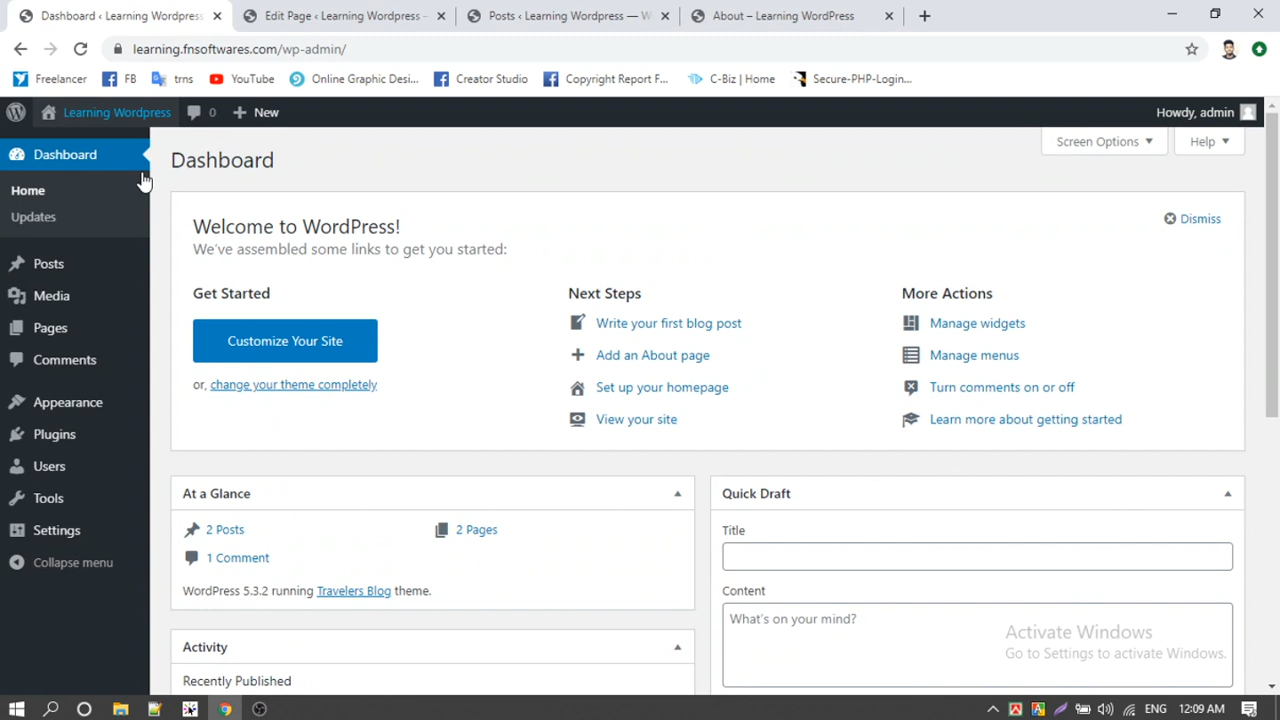 Dashboard ‹ Learning Wordpress
Edit Page ‹ Learning Wordpress –
Posts ‹ Learning Wordpress — W
About – Learning WordPress
learning.fnsoftwares.com/wp-admin/
Freelancer
FB
trns
YouTube
Online Graphic Desi...
Creator Studio
Copyright Report F...
C-Biz | Home
Secure-PHP-Login...
Learning Wordpress
0
New
Howdy, admin
Dashboard
Screen Options
Help
Dashboard
Home
Updates
Posts
Media
Pages
Comments
Appearance
Plugins
Users
Tools
Settings
Collapse menu
Welcome to WordPress!
Dismiss
We've assembled some links to get you started:
Get Started
Customize Your Site
or, change your theme completely
Next Steps
Write your first blog post
Add an About page
Set up your homepage
View your site
More Actions
Manage widgets
Manage menus
Turn comments on or off
Learn more about getting started
At a Glance
2 Posts
2 Pages
1 Comment
WordPress 5.3.2 running Travelers Blog theme.
Activity
Recently Published
Quick Draft
Title
Content
What's on your mind?
Activate Windows
Go to Settings to activate Windows.
ENG
12:09 AM